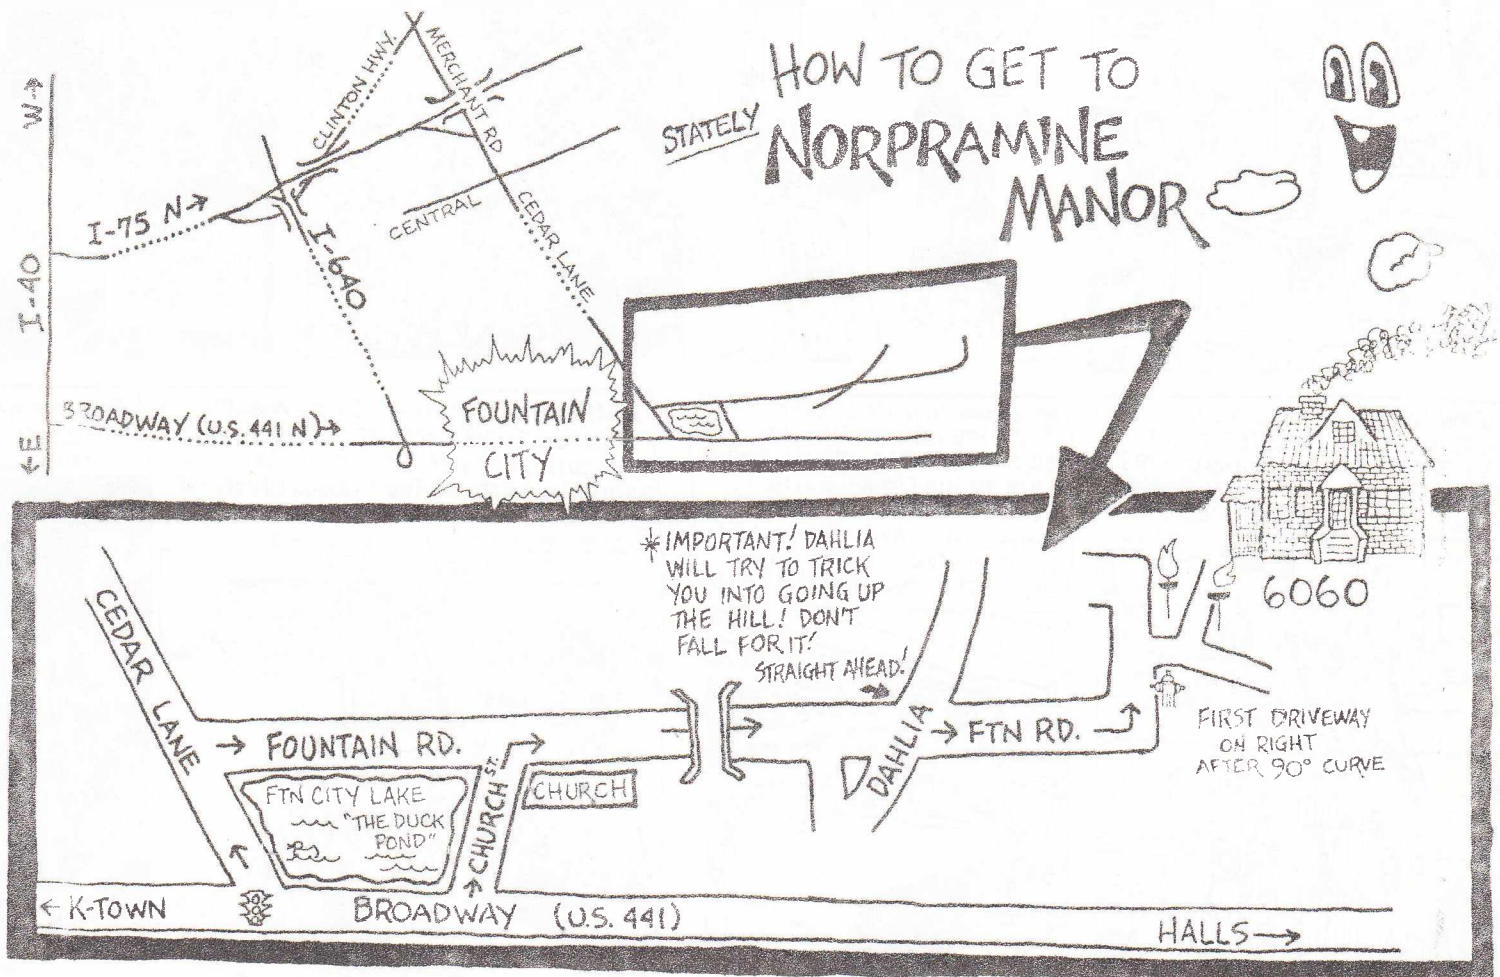 HOW TO GET TO
STATELY
NORPRAMINE
MANOR
CLINTON HWY.
MERCHANT RD
W→
I-75 N→
CENTRAL
CEDAR LANE
I-40
I-640
BROADWAY (U.S. 441 N)→
←E
FOUNTAIN
CITY
*IMPORTANT! DAHLIA
WILL TRY TO TRICK
YOU INTO GOING UP
THE HILL! DON'T
FALL FOR IT!
STRAIGHT AHEAD!
6060
CEDAR LANE
→ FOUNTAIN RD.
DAHLIA
→ FTN RD.
FIRST DRIVEWAY
ON RIGHT
AFTER 90° CURVE
FTN CITY LAKE
"THE DUCK
POND"
CHURCH ST.
CHURCH
← K-TOWN
BROADWAY (U.S. 441)
HALLS→